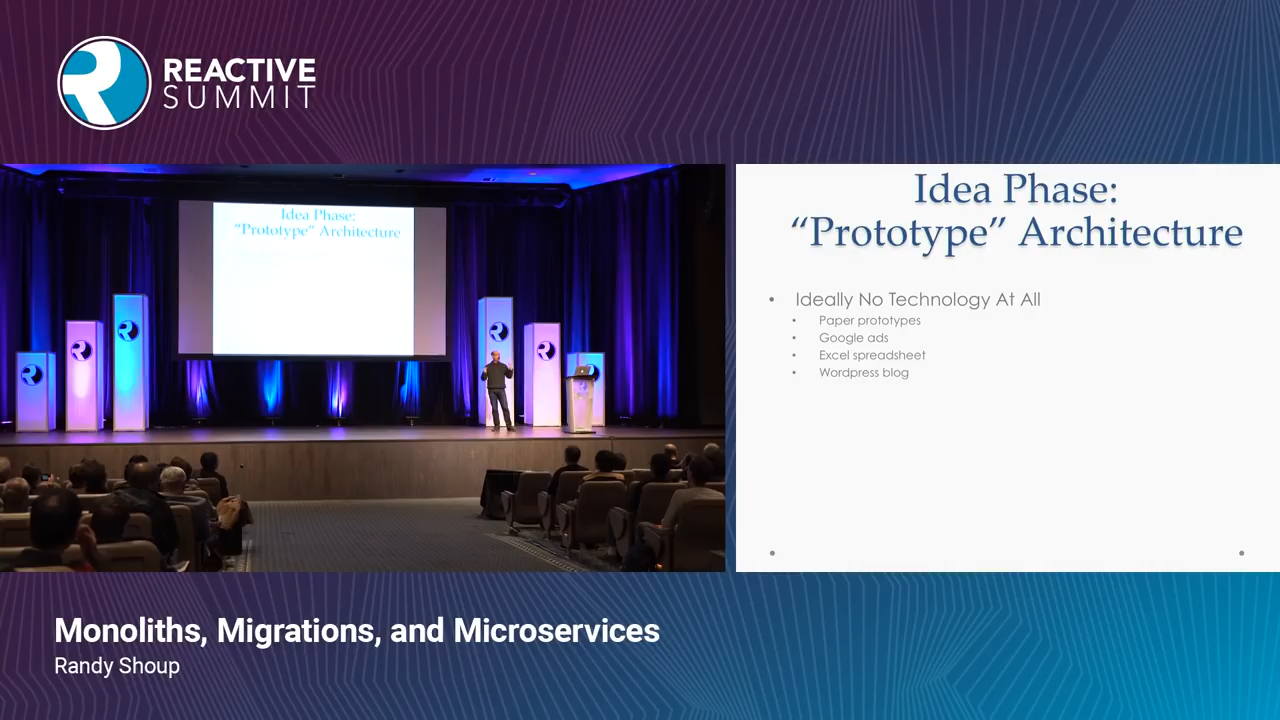 REACTIVE
SUMMIT
Idea Phase:
“Prototype” Architecture
Idea Phase:
“Prototype” Architecture
• Ideally No Technology At All
• Paper prototypes
• Google ads
• Excel spreadsheet
• Wordpress blog
Monoliths, Migrations, and Microservices
Randy Shoup